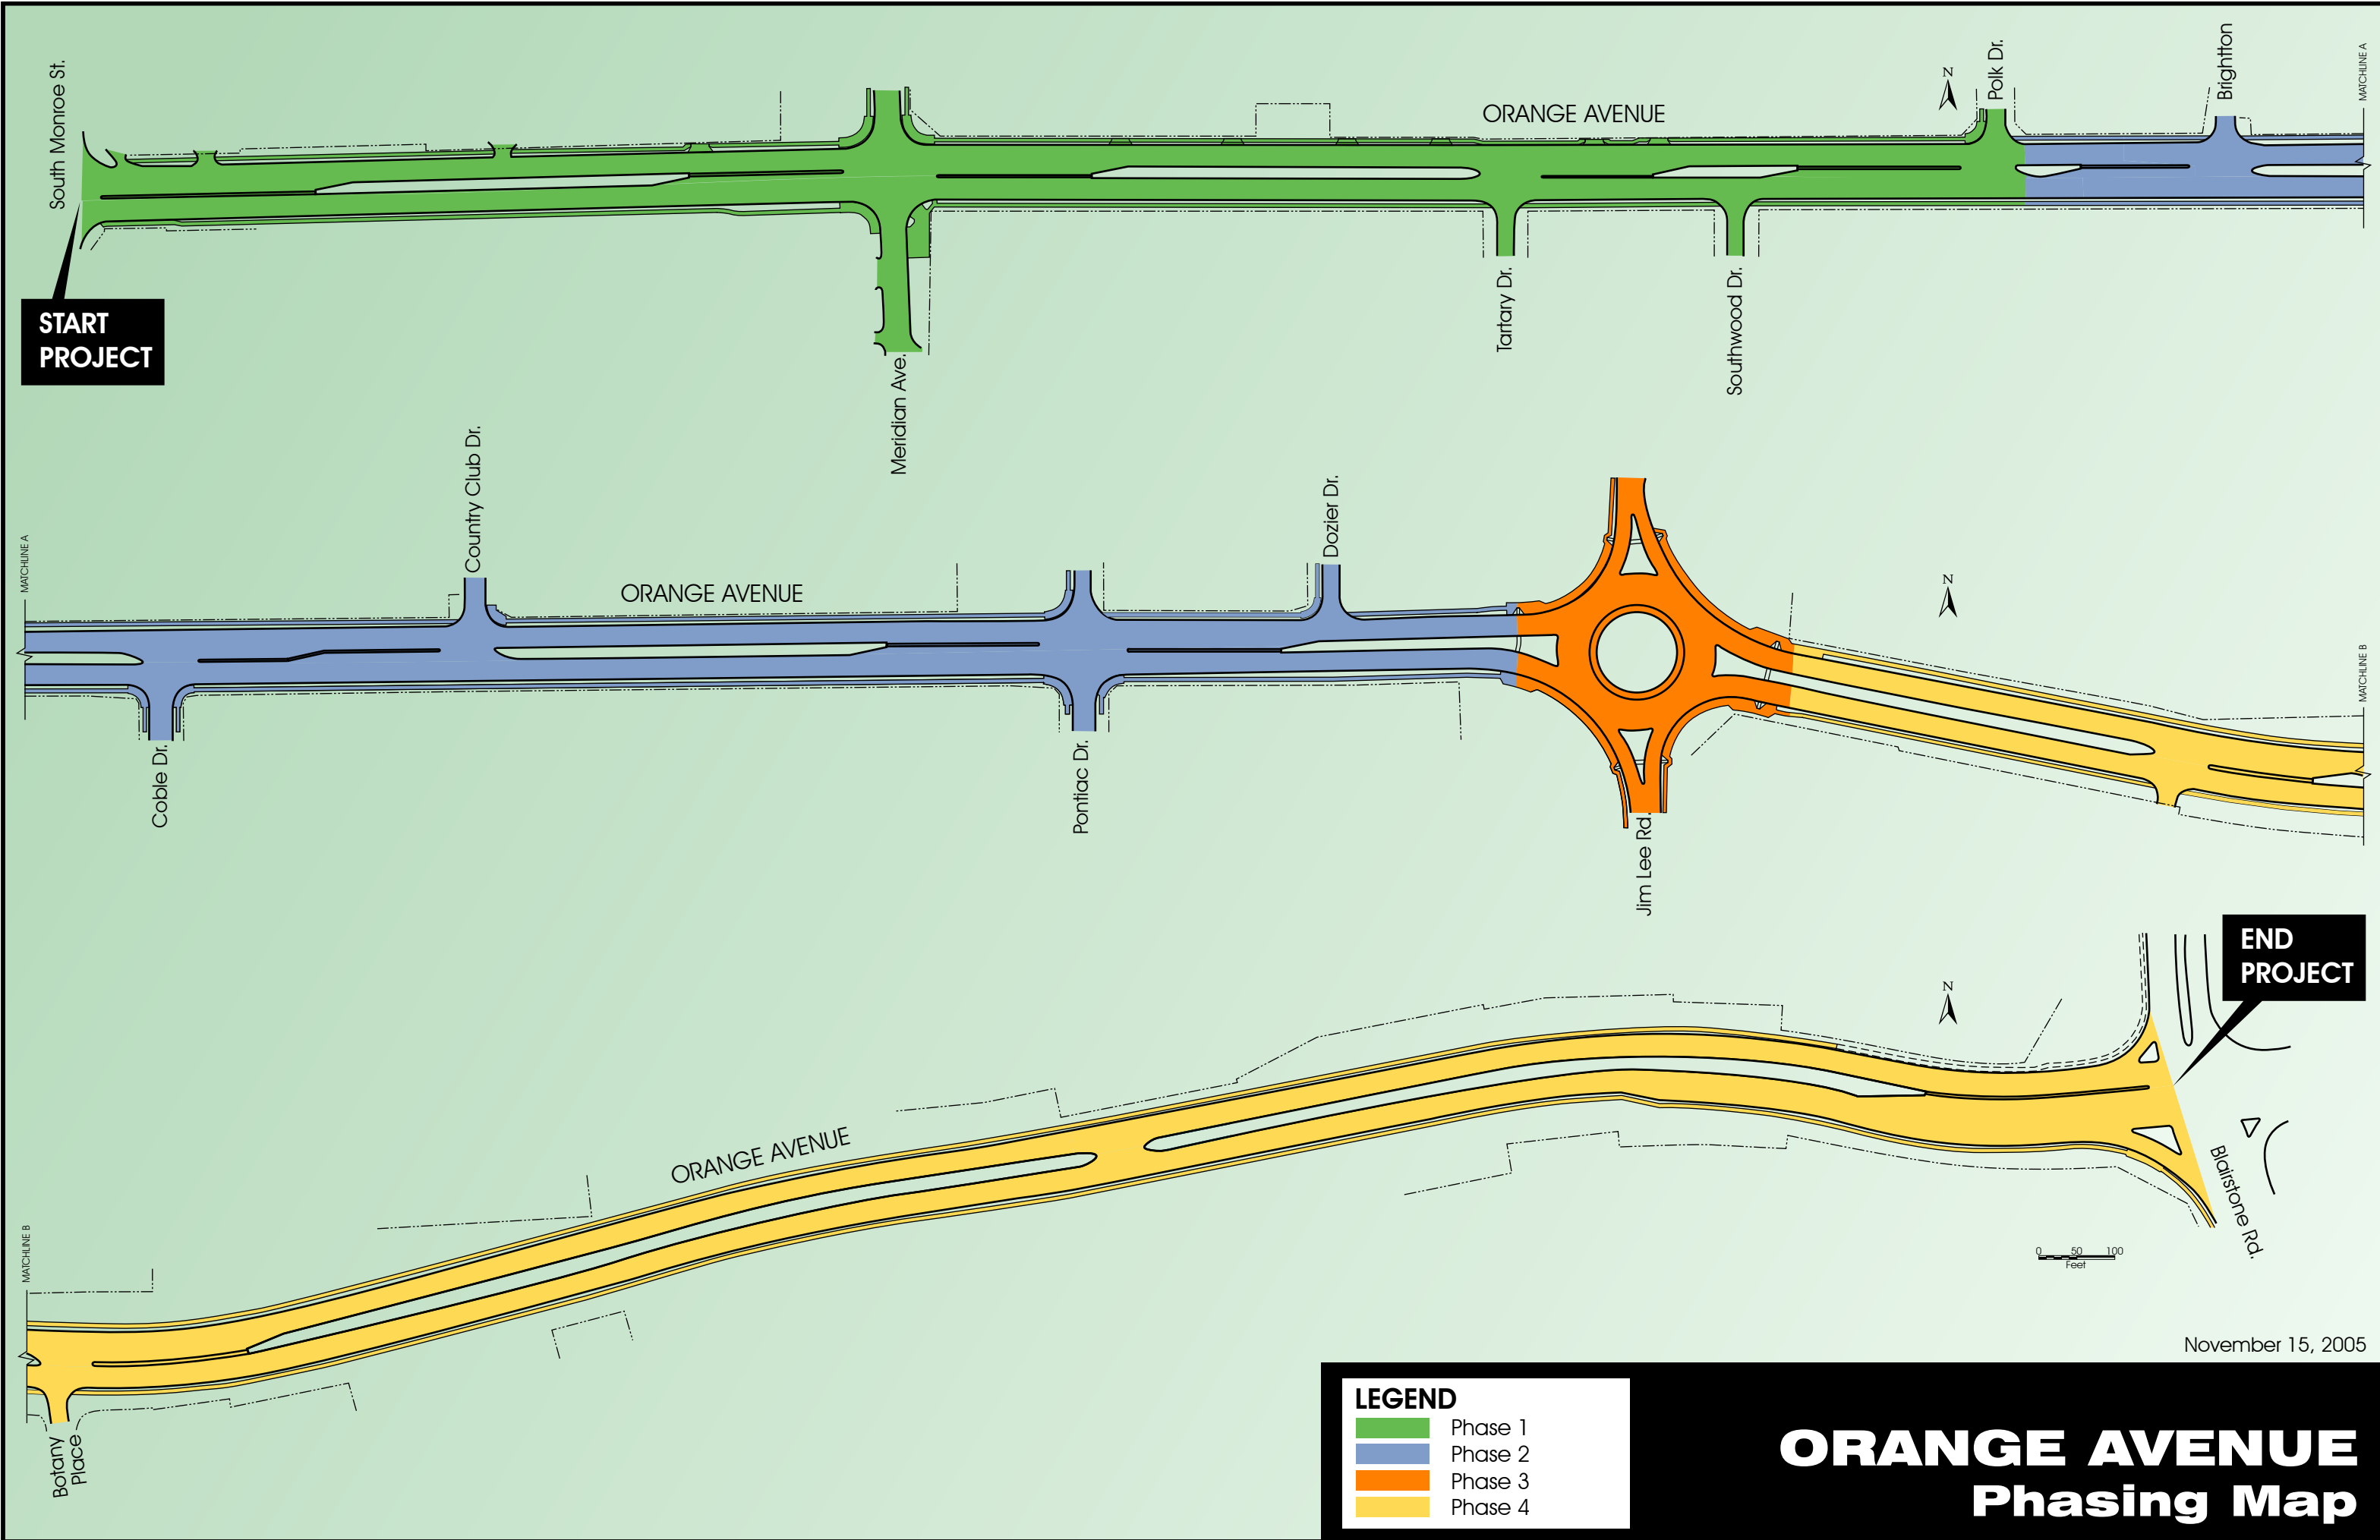 South Monroe St.
ORANGE AVENUE
N
Polk Dr.
Brightton
MATCHLINE A
START
PROJECT
Meridian Ave.
Tartary Dr.
Southwood Dr.
MATCHLINE A
Country Club Dr.
ORANGE AVENUE
Dozier Dr.
N
MATCHLINE B
Coble Dr.
Pontiac Dr.
Jim Lee Rd.
END
PROJECT
N
ORANGE AVENUE
Blairstone Rd.
MATCHLINE B
0 50 100
Feet
Botany
Place
November 15, 2005
LEGEND
Phase 1
Phase 2
Phase 3
Phase 4
ORANGE AVENUE
Phasing Map